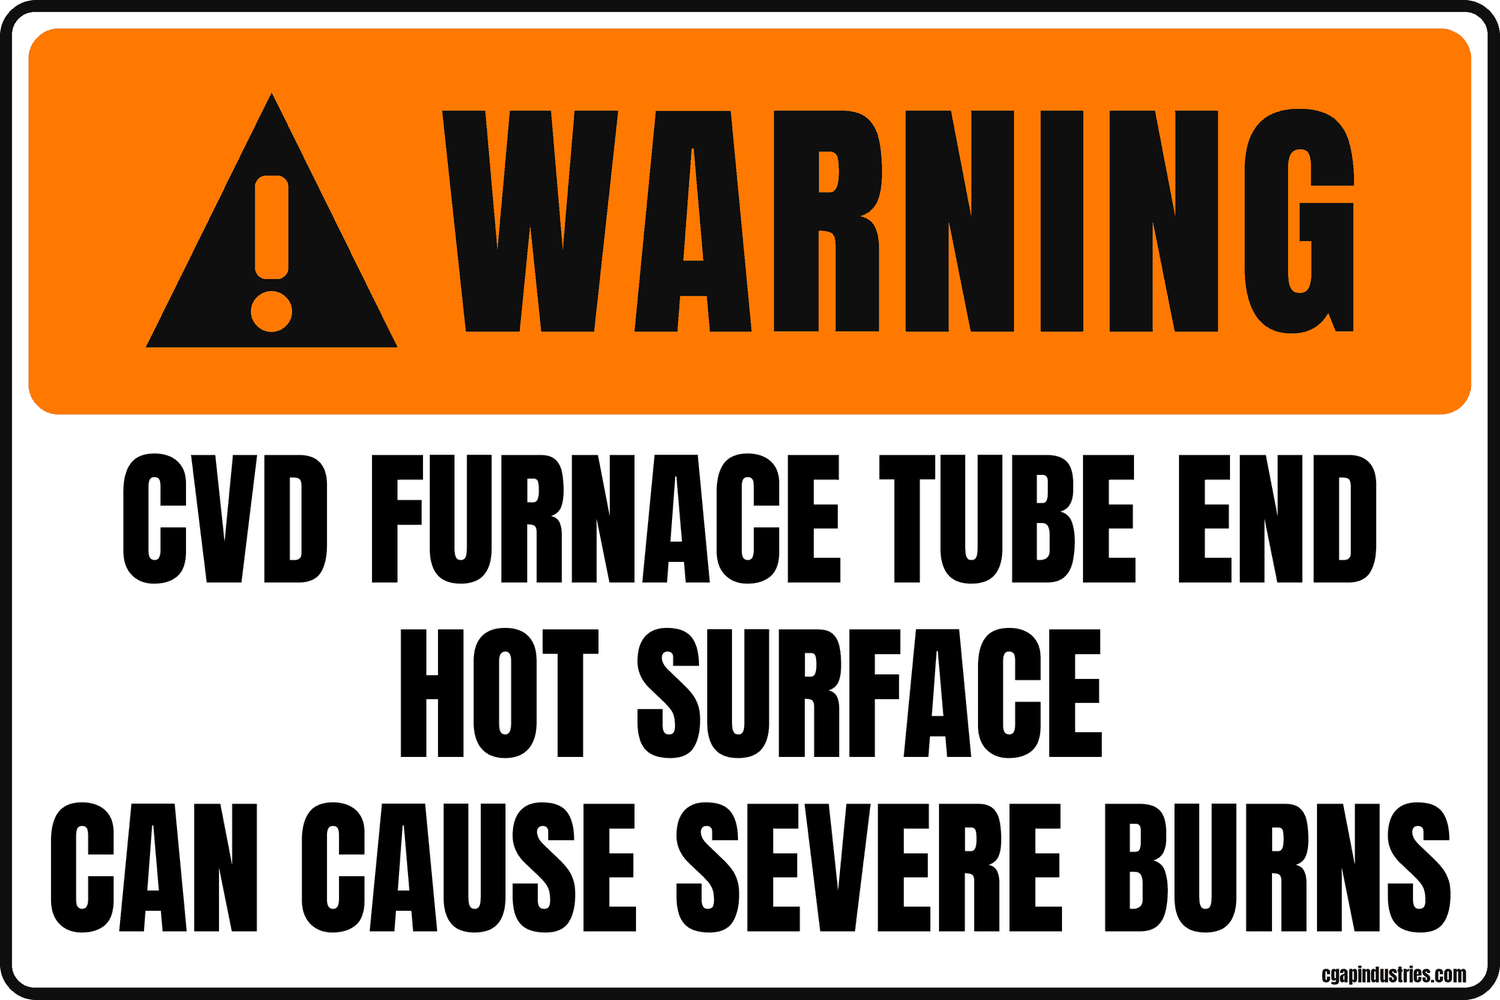 WARNING
CVD FURNACE TUBE END
HOT SURFACE
CAN CAUSE SEVERE BURNS
cgapindustries.com